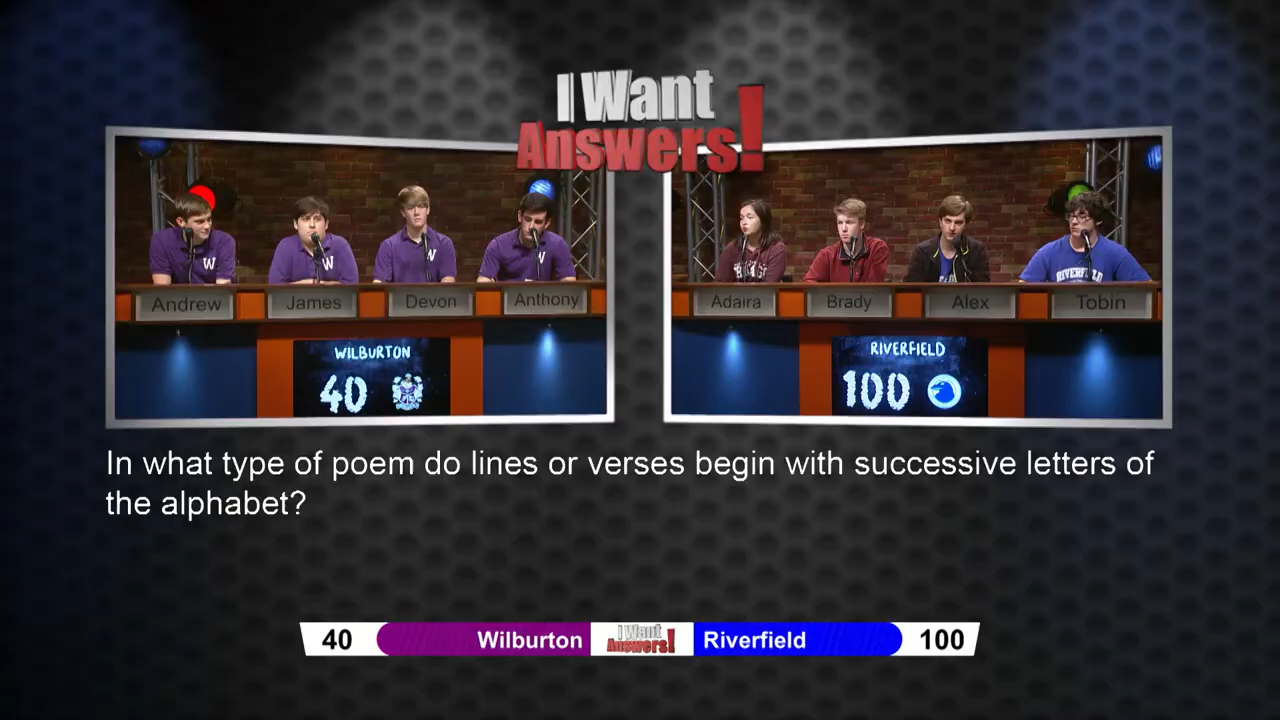 I Want
Answers!
W
W
W
W
RIVERFIELD
Andrew
James
Devon
Anthony
Adaira
Brady
Alex
Tobin
WILBURTON
40
RIVERFIELD
100
In what type of poem do lines or verses begin with successive letters of
the alphabet?
40
Wilburton
I Want
Answers!
Riverfield
100